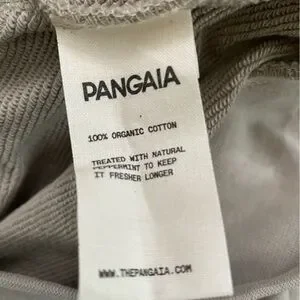 PANGAIA
100% ORGANIC COTTON
TREATED WITH NATURAL
PEPPERMINT TO KEEP
IT FRESHER LONGER
WWW.THEPANGAIA.COM